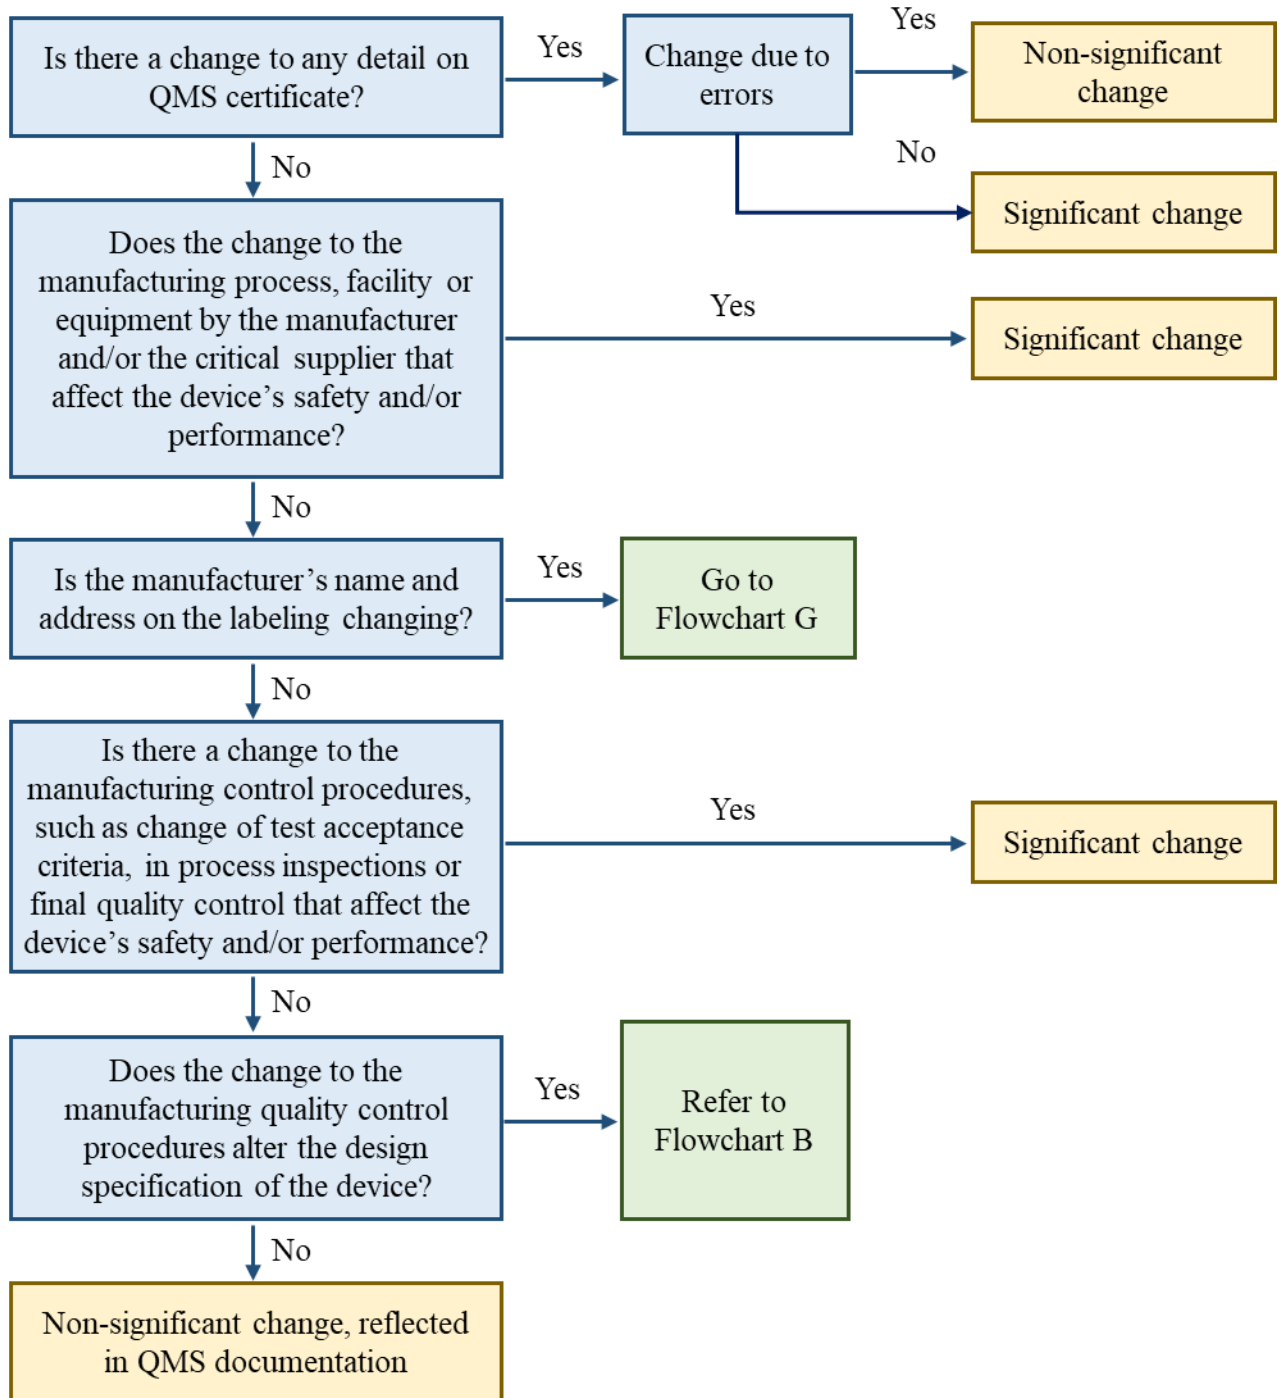 Is there a change to any detail on
QMS certificate?
Yes
Change due to
errors
Yes
Non-significant
change
No
Significant change
No
Does the change to the
manufacturing process, facility or
equipment by the manufacturer
and/or the critical supplier that
affect the device's safety and/or
performance?
Yes
Significant change
No
Is the manufacturer's name and
address on the labeling changing?
Yes
Go to
Flowchart G
No
Is there a change to the
manufacturing control procedures,
such as change of test acceptance
criteria, in process inspections or
final quality control that affect the
device's safety and/or performance?
Yes
Significant change
No
Does the change to the
manufacturing quality control
procedures alter the design
specification of the device?
Yes
Refer to
Flowchart B
No
Non-significant change, reflected
in QMS documentation